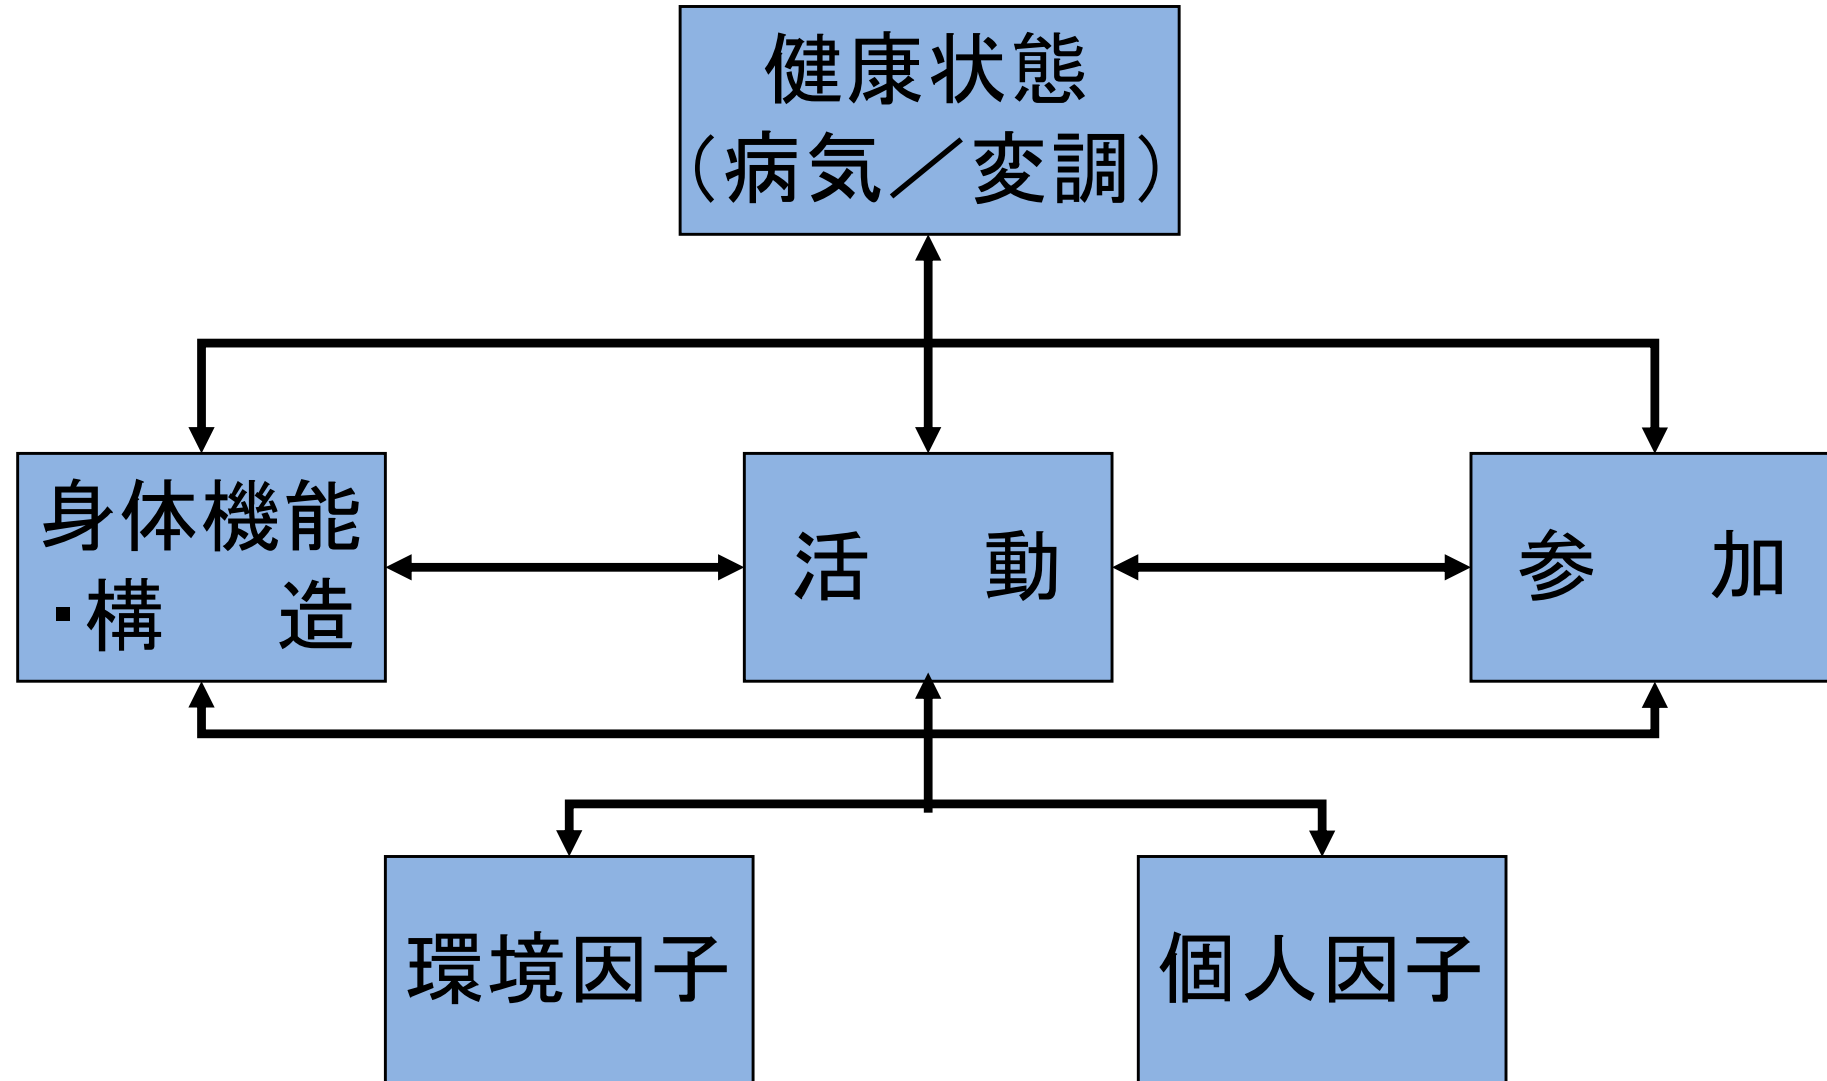 健康状態
（病気／変調）
身体機能
・構　造
活　動
参　加
環境因子
個人因子